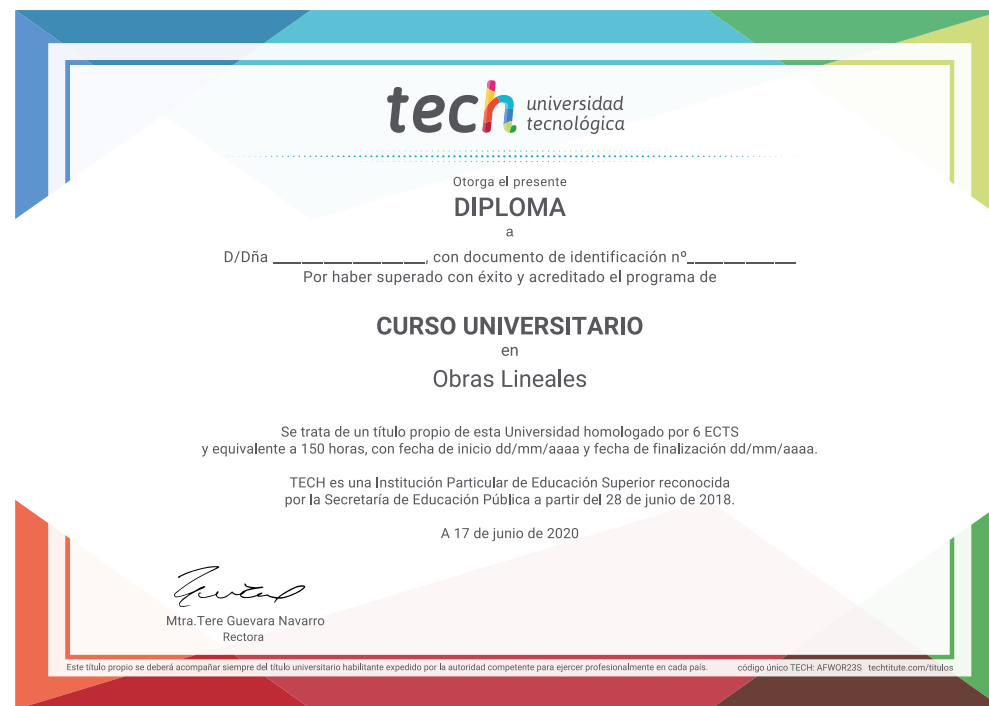 tech universidad
tecnológica
Otorga el presente
DIPLOMA
a
D/Dña ________________, con documento de identificación nº____________
Por haber superado con éxito y acreditado el programa de
CURSO UNIVERSITARIO
en
Obras Lineales
Se trata de un título propio de esta Universidad homologado por 6 ECTS
y equivalente a 150 horas, con fecha de inicio dd/mm/aaaa y fecha de finalización dd/mm/aaaa.
TECH es una Institución Particular de Educación Superior reconocida
por la Secretaría de Educación Pública a partir del 28 de junio de 2018.
A 17 de junio de 2020
Mtra.Tere Guevara Navarro
Rectora
Este título propio se deberá acompañar siempre del título universitario habilitante expedido por la autoridad competente para ejercer profesionalmente en cada país. código único TECH: AFWOR23S techtitute.com/titulos